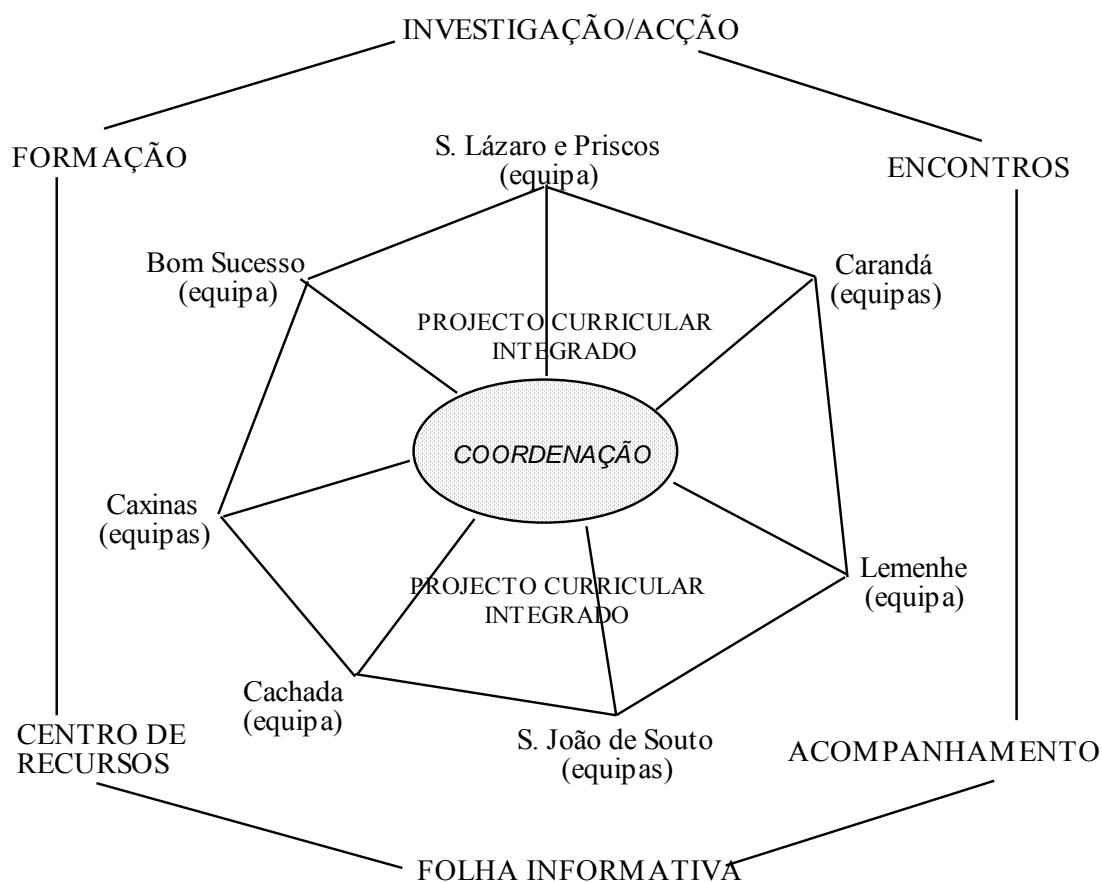 INVESTIGAÇÃO/ACÇÃO
FORMAÇÃO
ENCONTROS
S. Lázaro e Priscos
(equipa)
Bom Sucesso
(equipa)
Carandá
(equipas)
PROJECTO CURRICULAR
INTEGRADO
COORDENAÇÃO
Caxinas
(equipas)
Lemenhe
(equipa)
PROJECTO CURRICULAR
INTEGRADO
Cachada
(equipa)
S. João de Souto
(equipas)
CENTRO DE
RECURSOS
ACOMPANHAMENTO
FOLHA INFORMATIVA